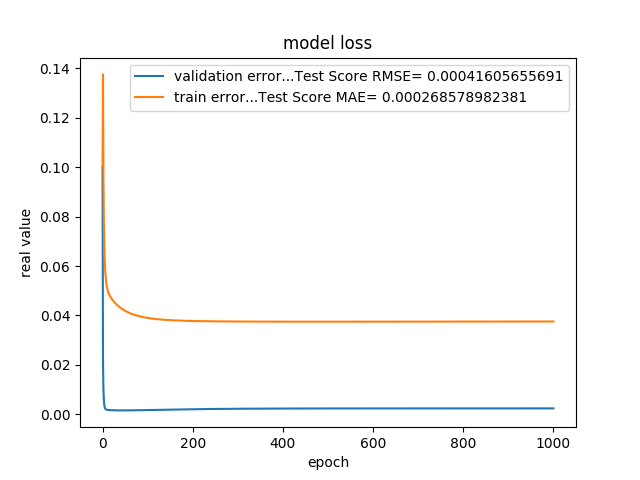 model loss
validation error...Test Score RMSE= 0.00041605655691
train error...Test Score MAE= 0.000268578982381
0.14
0.12
0.10
0.08
0.06
0.04
0.02
0.00
real value
0 200 400 600 800 1000
epoch